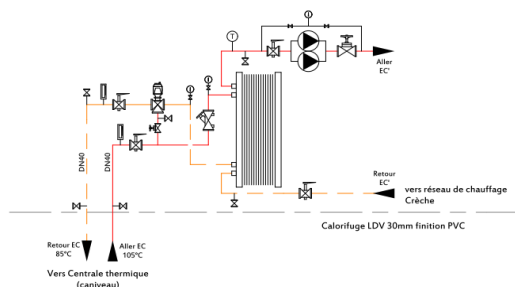 T
Aller
EC'
DN40
DN40
Retour
EC'
vers réseau de chauffage
Crèche
Calorifuge LDV 30mm finition PVC
Retour EC
85°C
Aller EC
105°C
Vers Centrale thermique
(caniveau)